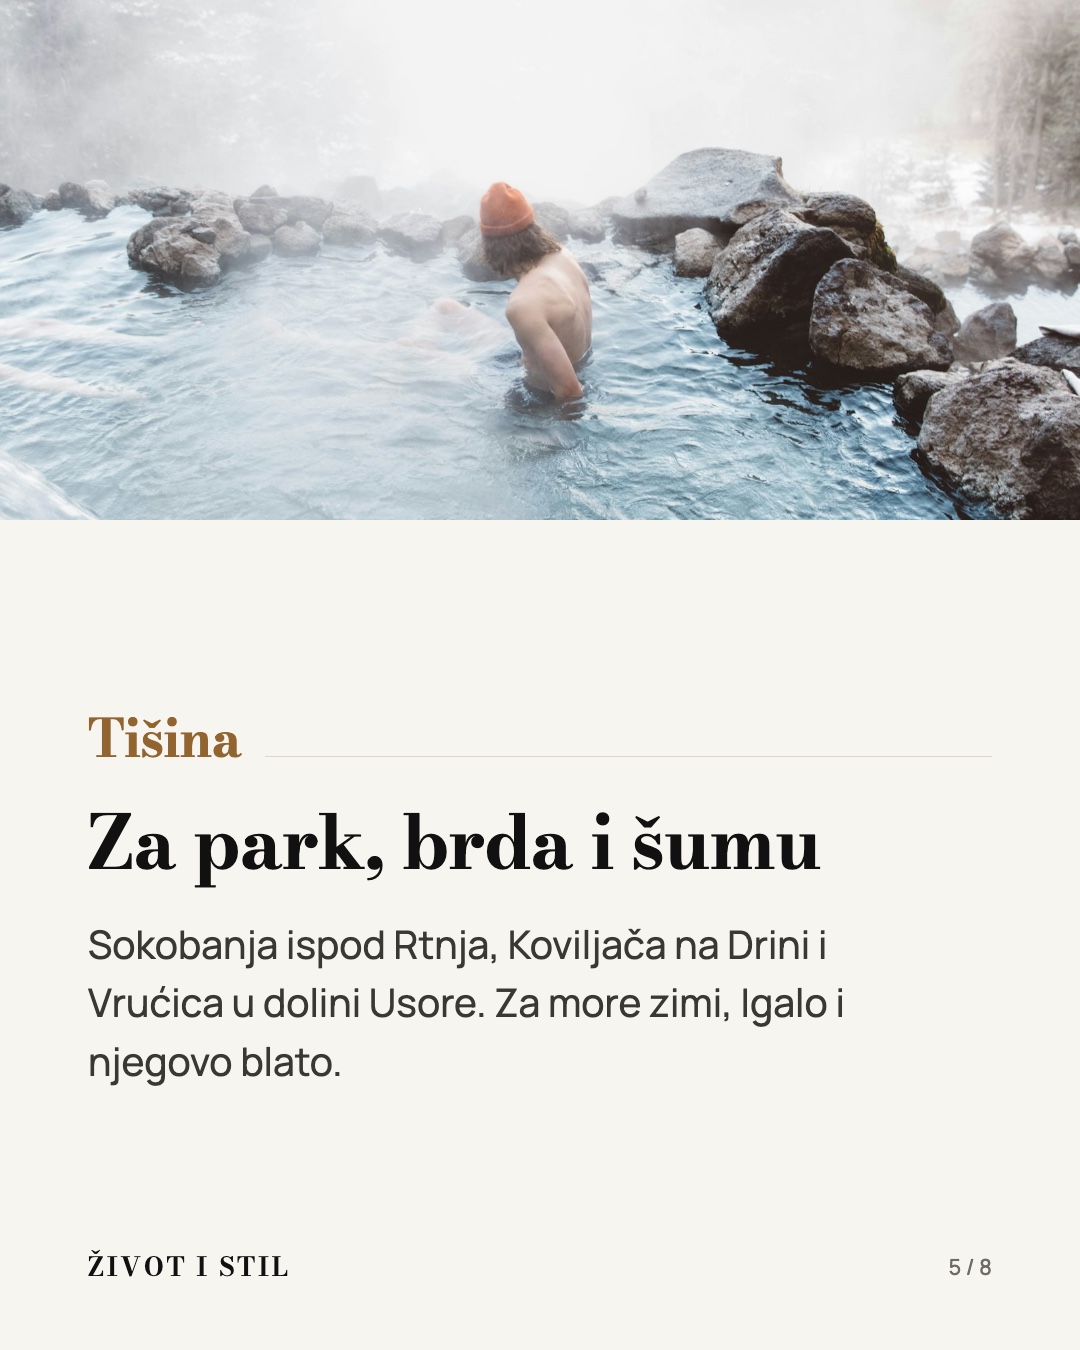 Tišina
Za park, brda i šumu
Sokobanja ispod Rtnja, Koviljača na Drini i
Vrućica u dolini Usore. Za more zimi, Igalo i
njegovo blato.
ŽIVOT I STIL
5 / 8